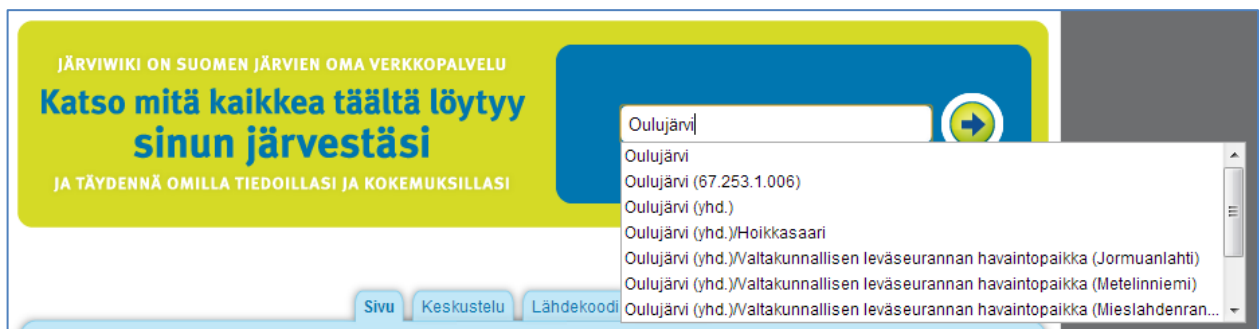 JÄRVIWIKI ON SUOMEN JÄRVIEN OMA VERKKOPALVELU
Katso mitä kaikkea täältä löytyy
sinun järvestäsi
JA TÄYDENNÄ OMILLA TIEDOILLASI JA KOKEMUKSILLASI
Oulujärvi
Oulujärvi
Oulujärvi (67.253.1.006)
Oulujärvi (yhd.)
Oulujärvi (yhd.)/Hoikkasaari
Oulujärvi (yhd.)/Valtakunnallisen leväseurannan havaintopaikka (Jormuanlahti)
Oulujärvi (yhd.)/Valtakunnallisen leväseurannan havaintopaikka (Metelinniemi)
Oulujärvi (yhd.)/Valtakunnallisen leväseurannan havaintopaikka (Mieslahdenran...
Sivu Keskustelu Lähdekoodi